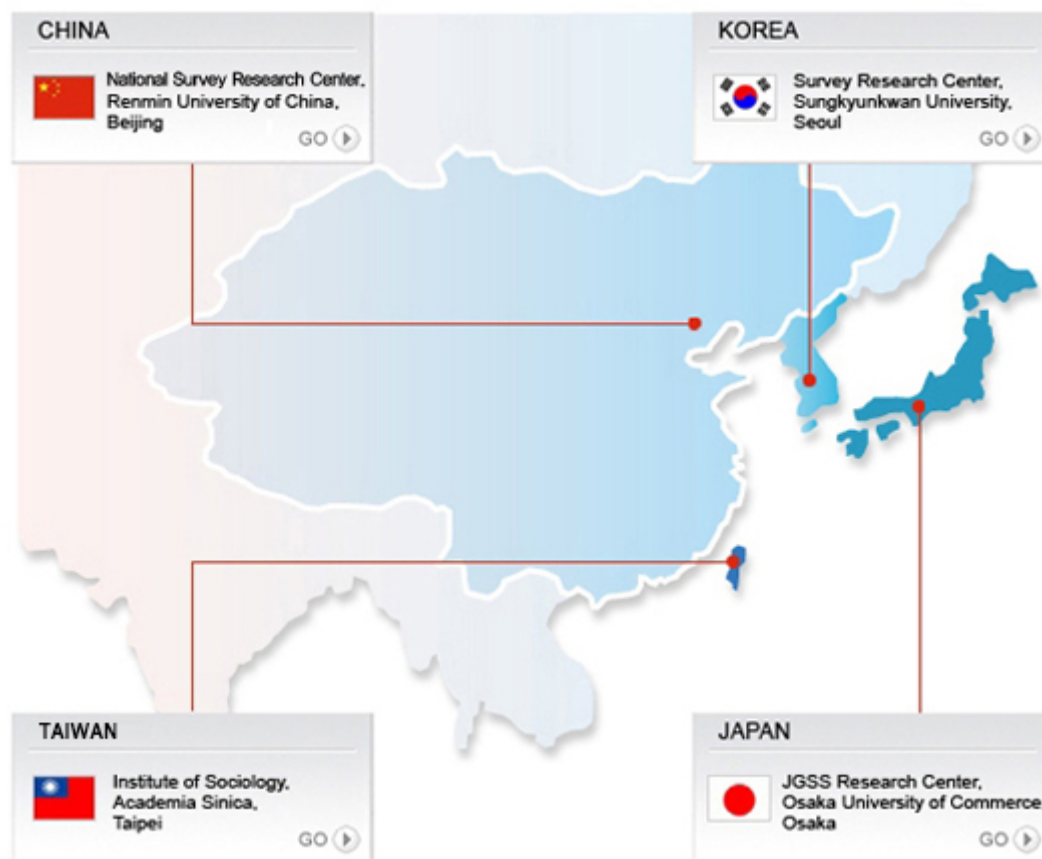 CHINA
National Survey Research Center,
Renmin University of China,
Beijing
GO
KOREA
Survey Research Center,
Sungkyunkwan University,
Seoul
GO
TAIWAN
Institute of Sociology,
Academia Sinica,
Taipei
GO
JAPAN
JGSS Research Center,
Osaka University of Commerce
Osaka
GO